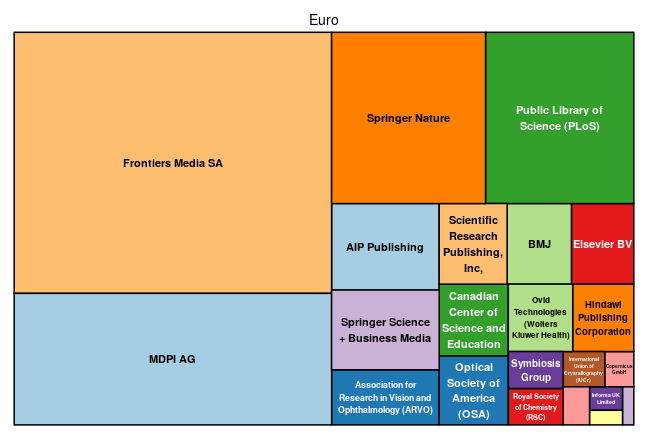 Euro
Frontiers Media SA
MDPI AG
Springer Nature
Public Library of
Science (PLoS)
AIP Publishing
Scientific
Research
Publishing,
Inc,
BMJ
Elsevier BV
Springer Science
+ Business Media
Canadian
Center of
Science and
Education
Ovid
Technologies
(Wolters
Kluwer Health)
Hindawi
Publishing
Corporation
Association for
Research in Vision and
Ophthalmology (ARVO)
Optical
Society of
America
(OSA)
Symbiosis
Group
International
Union of
Crystallography
(IUCr)
Copernicus
GmbH
Royal Society
of Chemistry
(RSC)
Informa UK
Limited